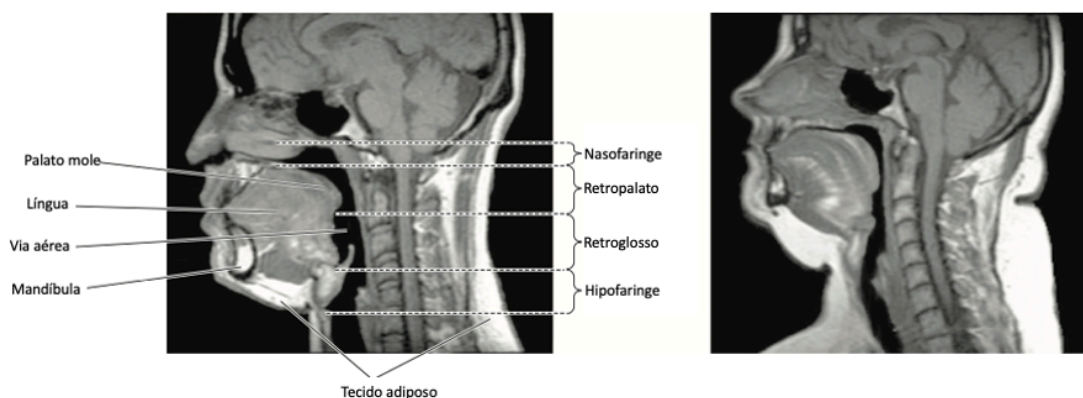 Palato mole
Língua
Via aérea
Mandíbula
Nasofaringe
Retropalato
Retroglosso
Hipofaringe
Tecido adiposo